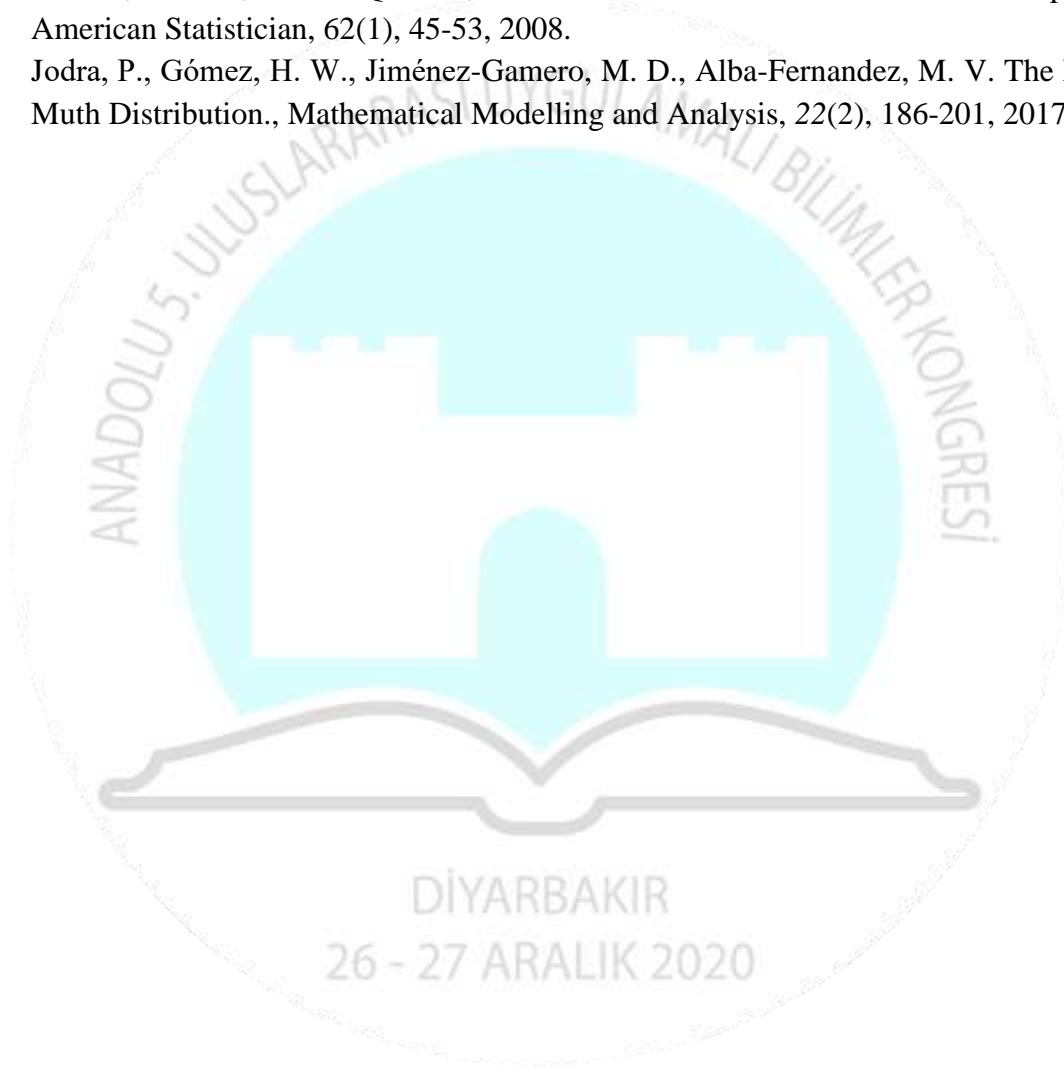 American Statistician, 62(1), 45-53, 2008.
Jodra, P., Gómez, H. W., Jiménez-Gamero, M. D., Alba-Fernandez, M. V. The
Muth Distribution., Mathematical Modelling and Analysis, 22(2), 186-201, 2017
ANADOLU 5. ULUSLARARASI UYGULAMALI BİLİMLER KONGRESİ
DİYARBAKIR
26 - 27 ARALIK 2020